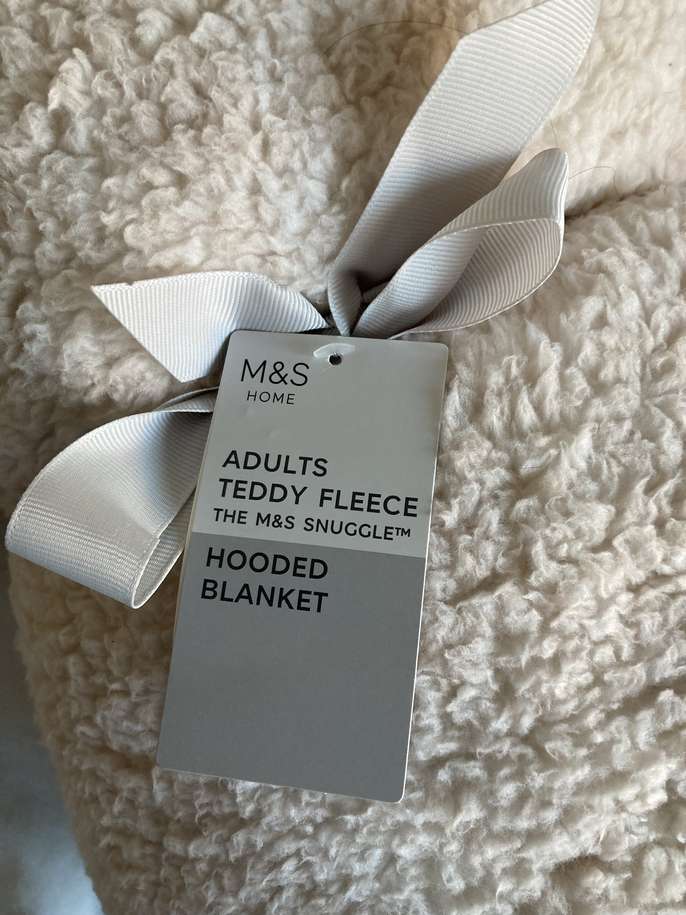 M&S
HOME
ADULTS
TEDDY FLEECE
THE M&S SNUGGLE™
HOODED
BLANKET